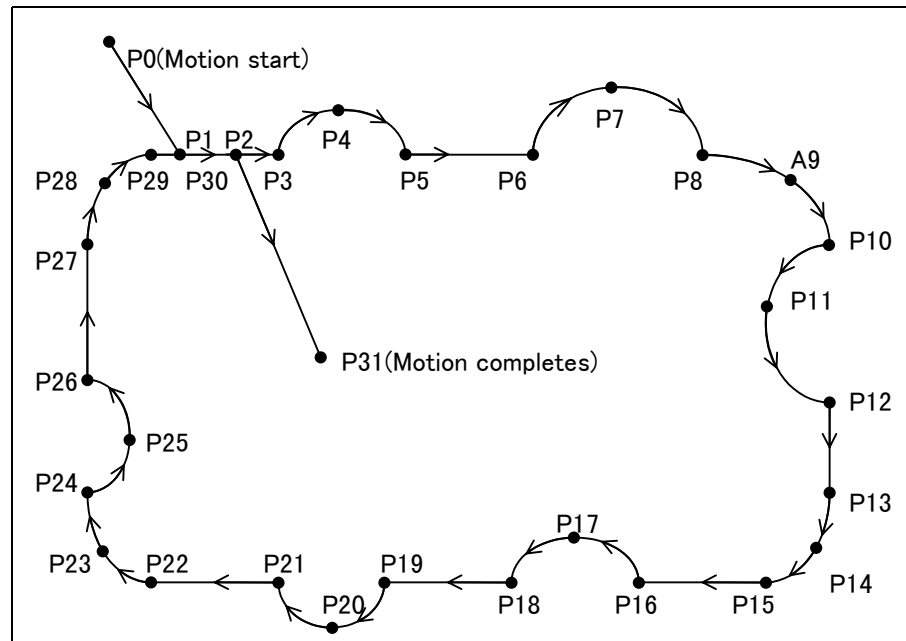 P0(Motion start)
P1
P2
P30
P3
P4
P5
P6
P7
P8
A9
P10
P11
P12
P13
P14
P15
P16
P17
P18
P19
P20
P21
P22
P23
P24
P25
P26
P27
P28
P29
P31(Motion completes)